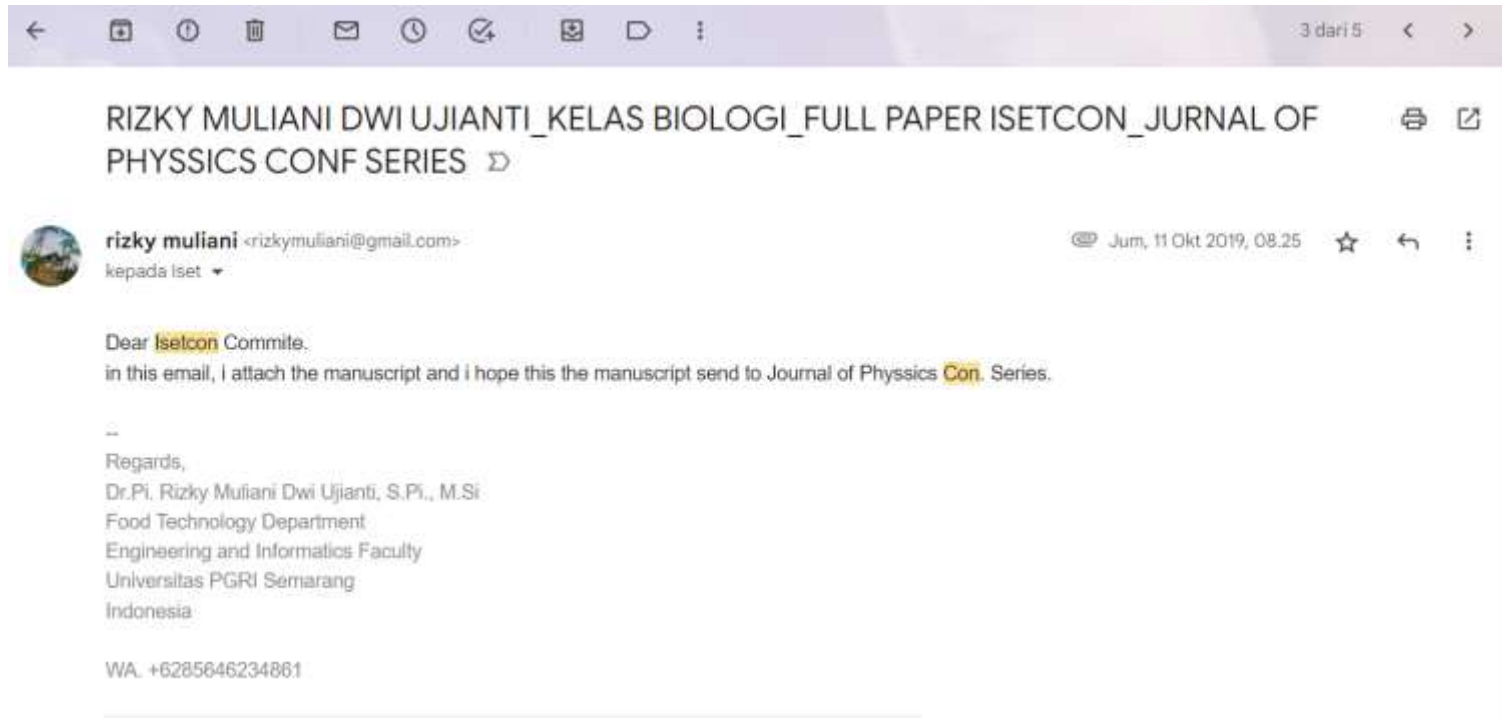 3 dari 5
RIZKY MULIANI DWI UJIANTI_KELAS BIOLOGI_FULL PAPER ISETCON_JURNAL OF
PHYSSICS CONF SERIES
rizky muliani <rizkymuliani@gmail.com>
Jum, 11 Okt 2019, 08.25
kepada Iset
Dear Isetcon Commite.
in this email, i attach the manuscript and i hope this the manuscript send to Journal of Physsics Con. Series.
--
Regards,
Dr.Pi. Rizky Muliani Dwi Ujianti, S.Pi., M.Si
Food Technology Department
Engineering and Informatics Faculty
Universitas PGRI Semarang
Indonesia
WA. +6285646234861